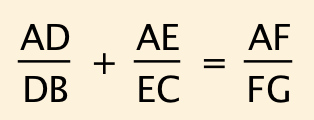 AD/DB + AE/EC = AF/FG